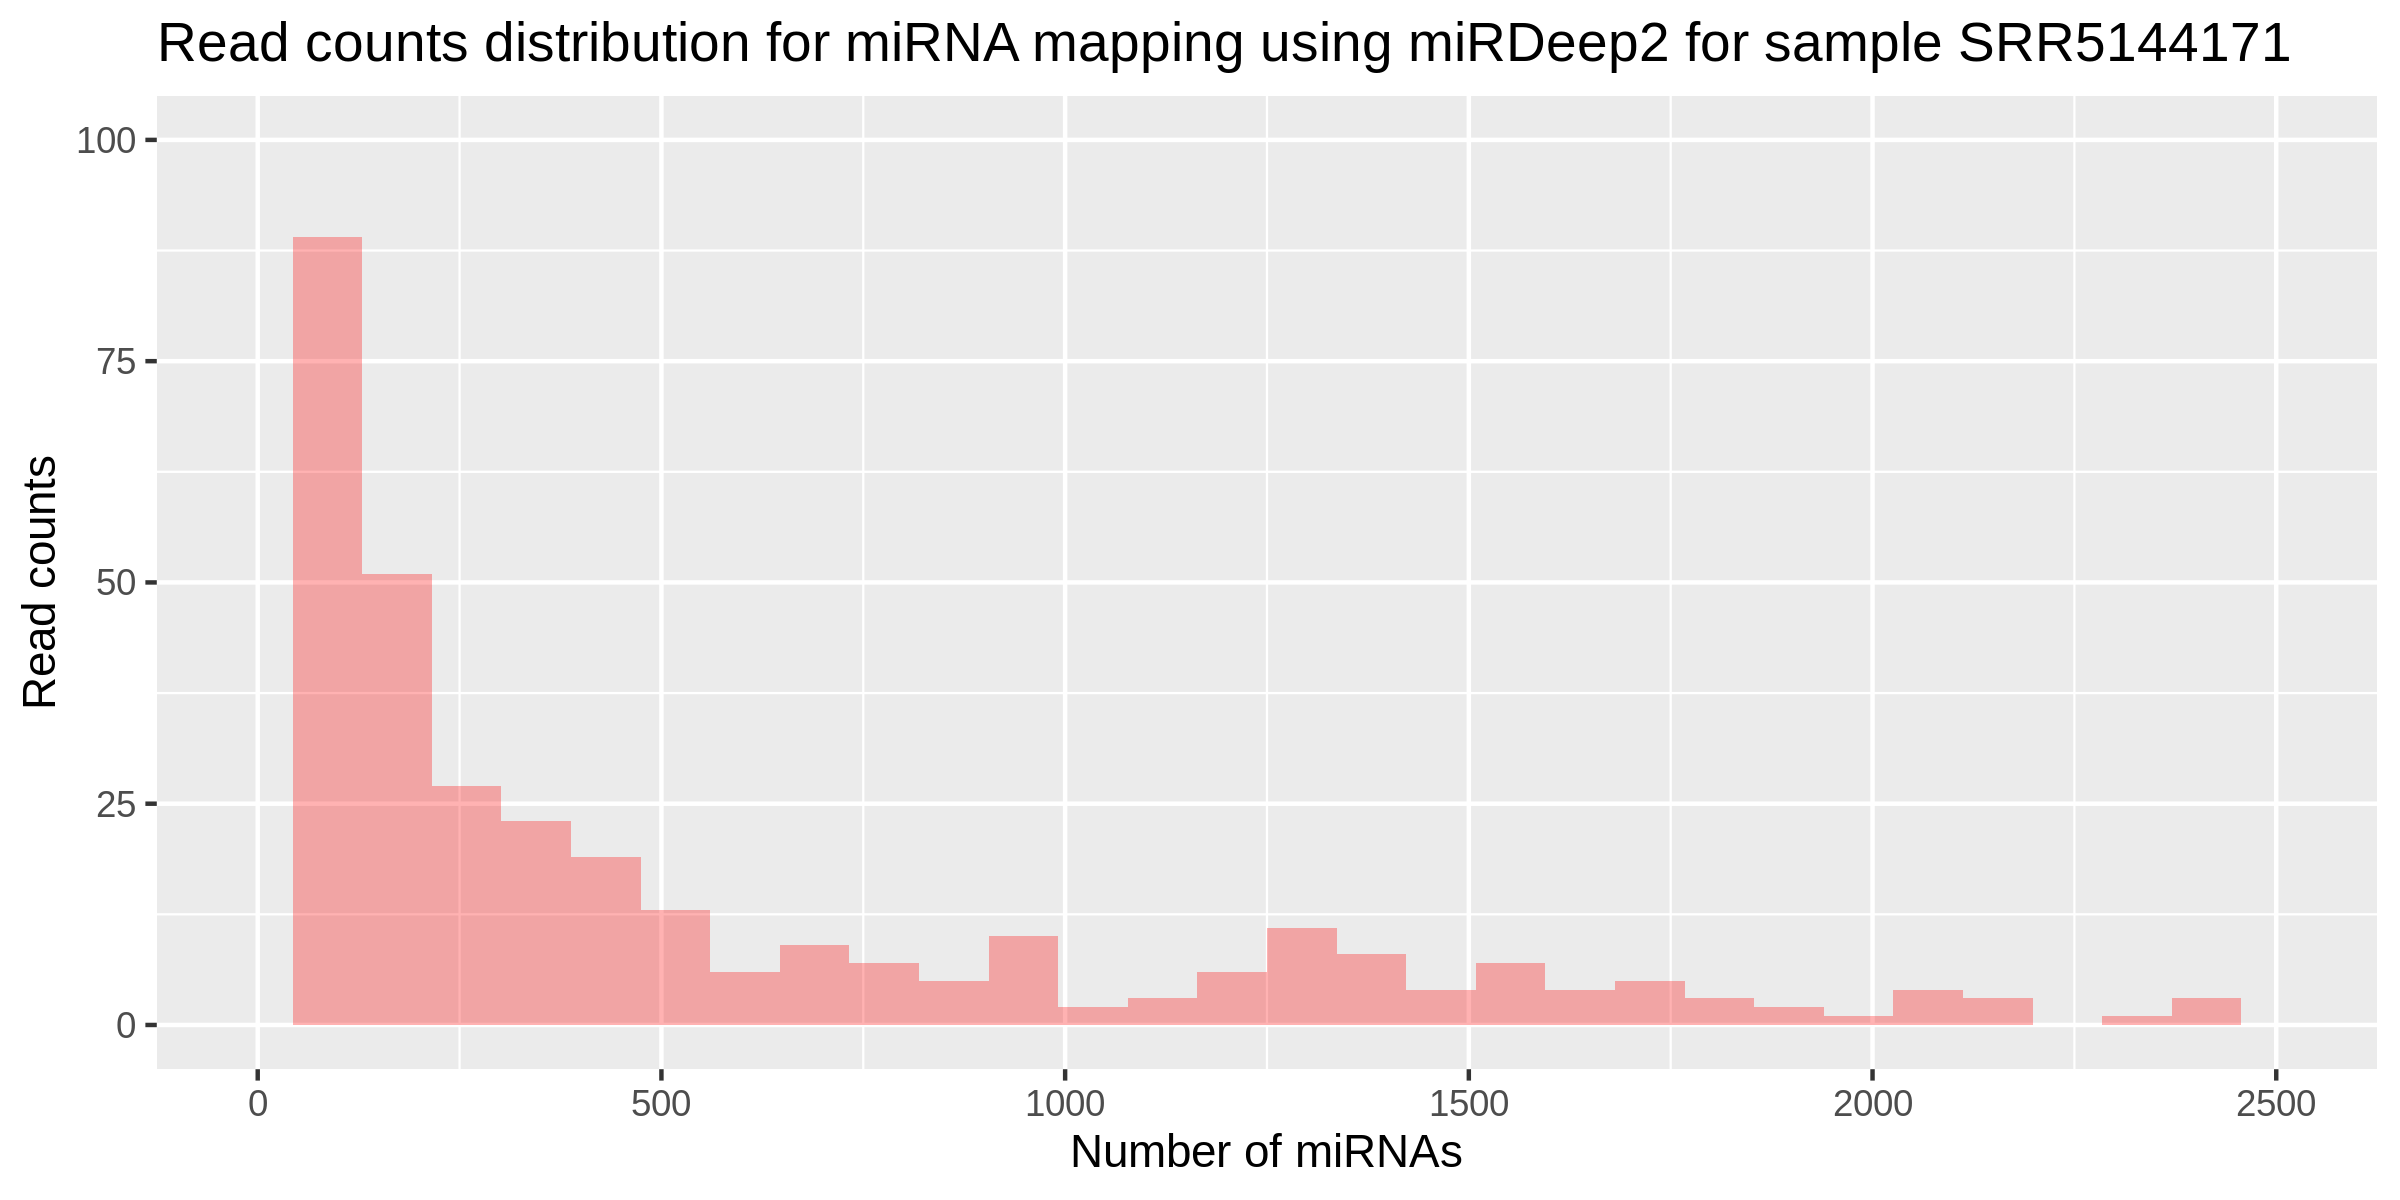 Read counts distribution for miRNA mapping using miRDeep2 for sample SRR5144171
100
75
50
25
0
Read counts
0 500 1000 1500 2000 2500
Number of miRNAs